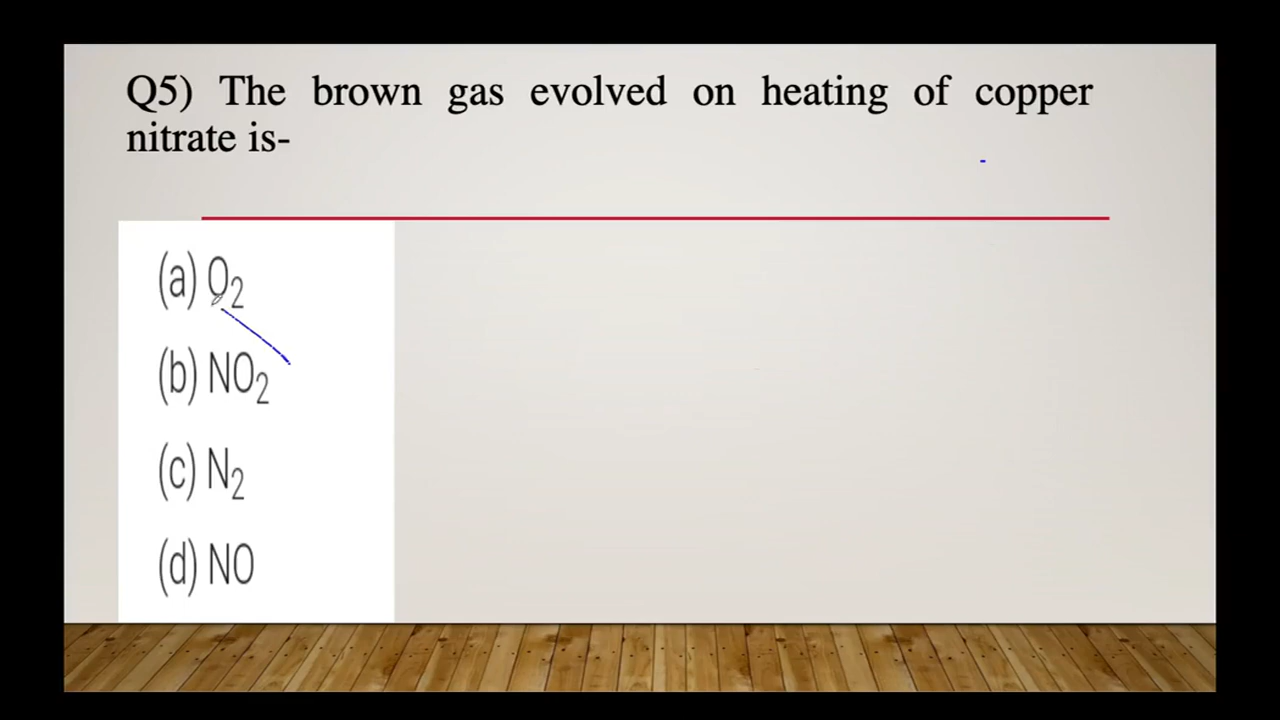 Q5) The brown gas evolved on heating of copper
nitrate is-
(a) O₂
(b) NO₂
(c) N₂
(d) NO